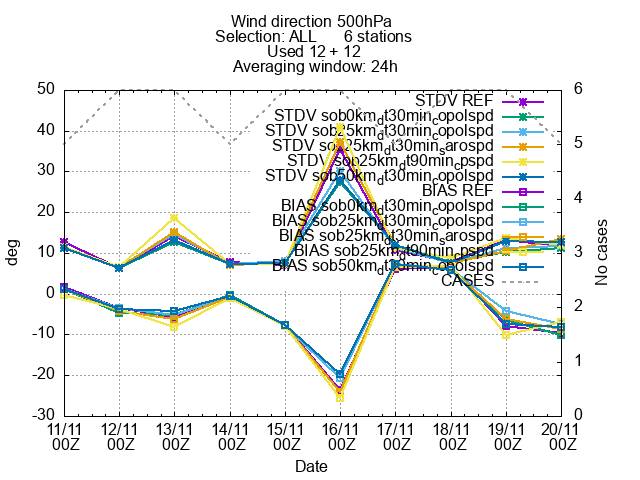 Wind direction 500hPa
Selection: ALL 6 stations
Used 12 + 12
Averaging window: 24h
50
40
30
20
10
0
-10
-20
-30
6
5
4
3
2
1
0
deg
No cases
STDV REF
STDV sob0km_dt30min_copolspd
STDV sob25km_dt30min_copolspd
STDV sob25km_dt30min_sarospd
STDV sob25km_dt90min_cpspd
STDV sob50km_dt30min_copolspd
BIAS REF
BIAS sob0km_dt30min_copolspd
BIAS sob25km_dt30min_copolspd
BIAS sob25km_dt30min_sarospd
BIAS sob25km_dt90min_cpspd
BIAS sob50km_dt30min_copolspd
CASES
11/11 12/11 13/11 14/11 15/11 16/11 17/11 18/11 19/11 20/11
00Z 00Z 00Z 00Z 00Z 00Z 00Z 00Z 00Z 00Z
Date